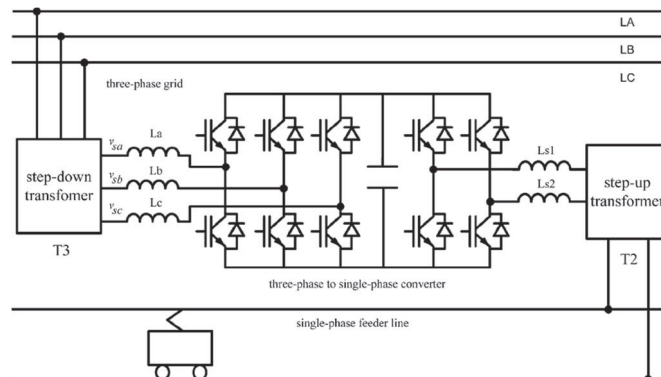 LA
LB
LC
three-phase grid
La
Ls1
vsa
step-down
transfomer
vsb
Lb
Ls2
step-up
transformer
vsc
Lc
T3
T2
three-phase to single-phase converter
single-phase feeder line